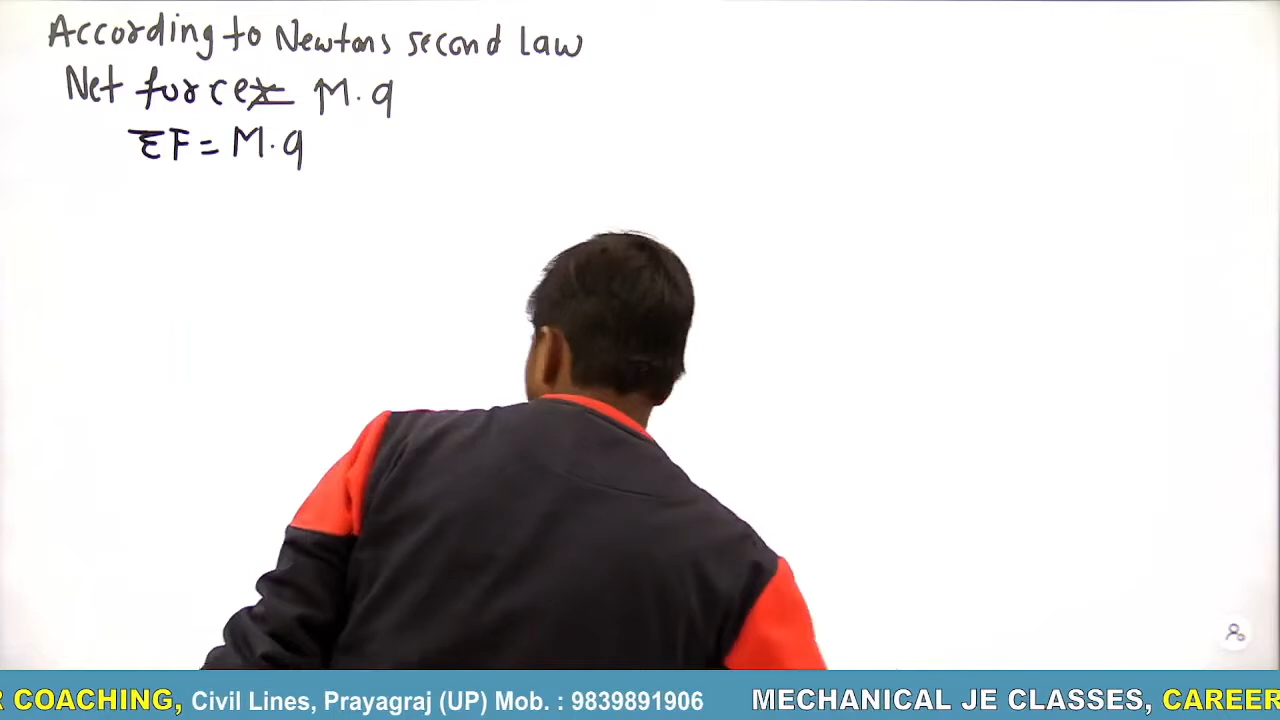 According to Newtons second law
Net force = M.a
ΣF = M.a
R COACHING, Civil Lines, Prayagraj (UP) Mob. : 9839891906 MECHANICAL JE CLASSES, CAREER